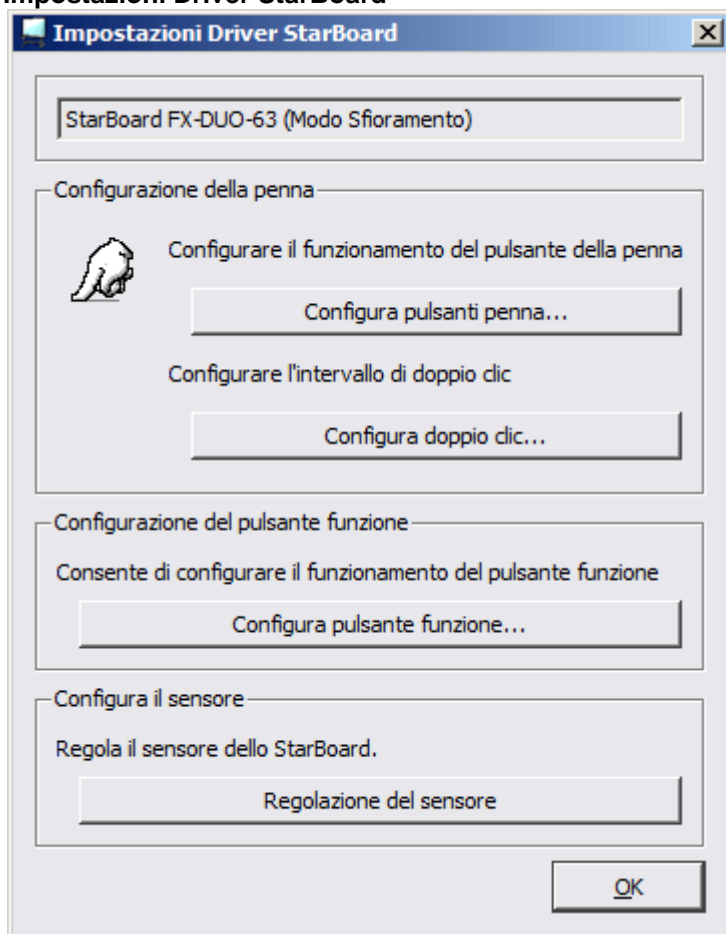 Impostazioni Driver StarBoard
Impostazioni Driver StarBoard
StarBoard FX-DUO-63 (Modo Sfioramento)
Configurazione della penna
Configurare il funzionamento del pulsante della penna
Configura pulsanti penna...
Configurare l'intervallo di doppio clic
Configura doppio clic...
Configurazione del pulsante funzione
Consente di configurare il funzionamento del pulsante funzione
Configura pulsante funzione...
Configura il sensore
Regola il sensore dello StarBoard.
Regolazione del sensore
OK